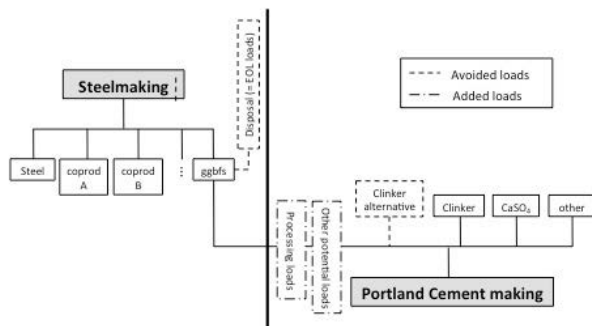 Steelmaking
Disposal (= EOL loads)
Avoided loads
Added loads
Steel
coprod
A
coprod
B
...
ggbfs
Clinker
alternative
Clinker
CaSO₄
other
Processing loads
Other potential loads
Portland Cement making